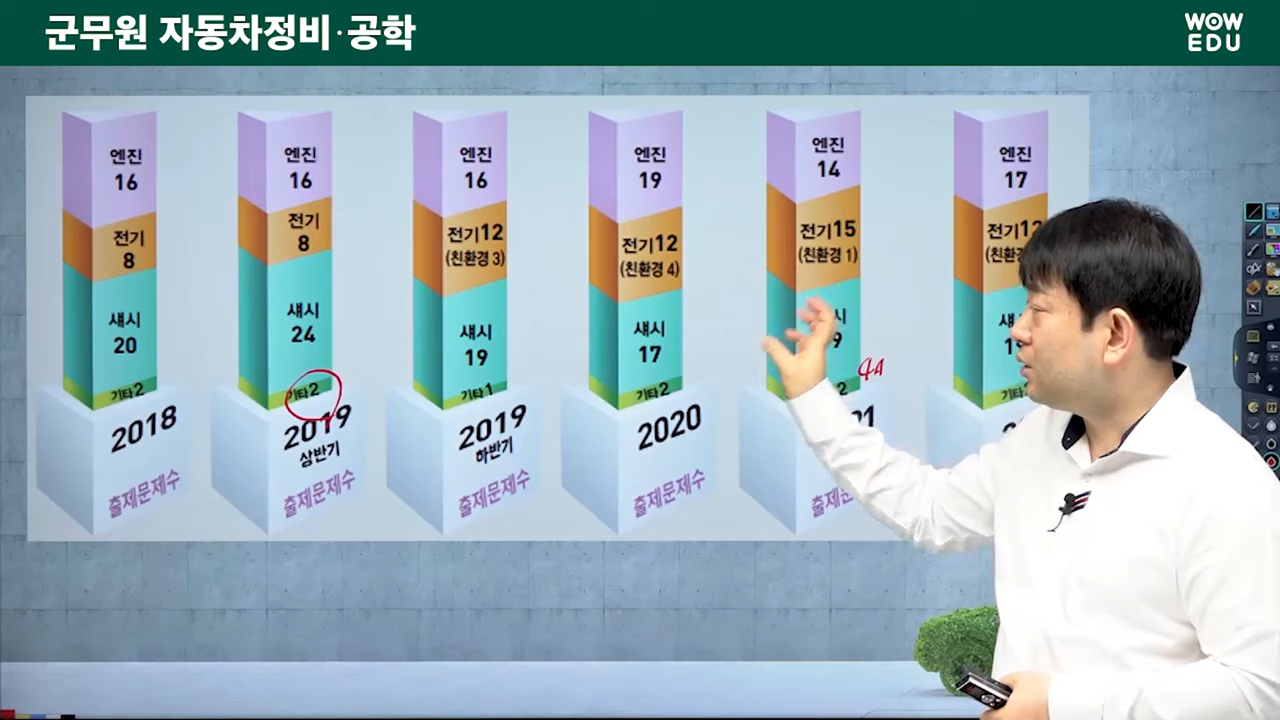 군무원 자동차정비·공학
WOW
EDU
엔진
16
전기
8
섀시
20
기타2
2018
출제문제수
엔진
16
전기
8
섀시
24
기타2
2019
상반기
출제문제수
엔진
16
전기12
(친환경 3)
섀시
19
기타1
2019
하반기
출제문제수
엔진
19
전기12
(친환경 4)
섀시
17
기타2
2020
출제문제수
엔진
14
전기15
(친환경 1)
시
9
2
21
엔진
17